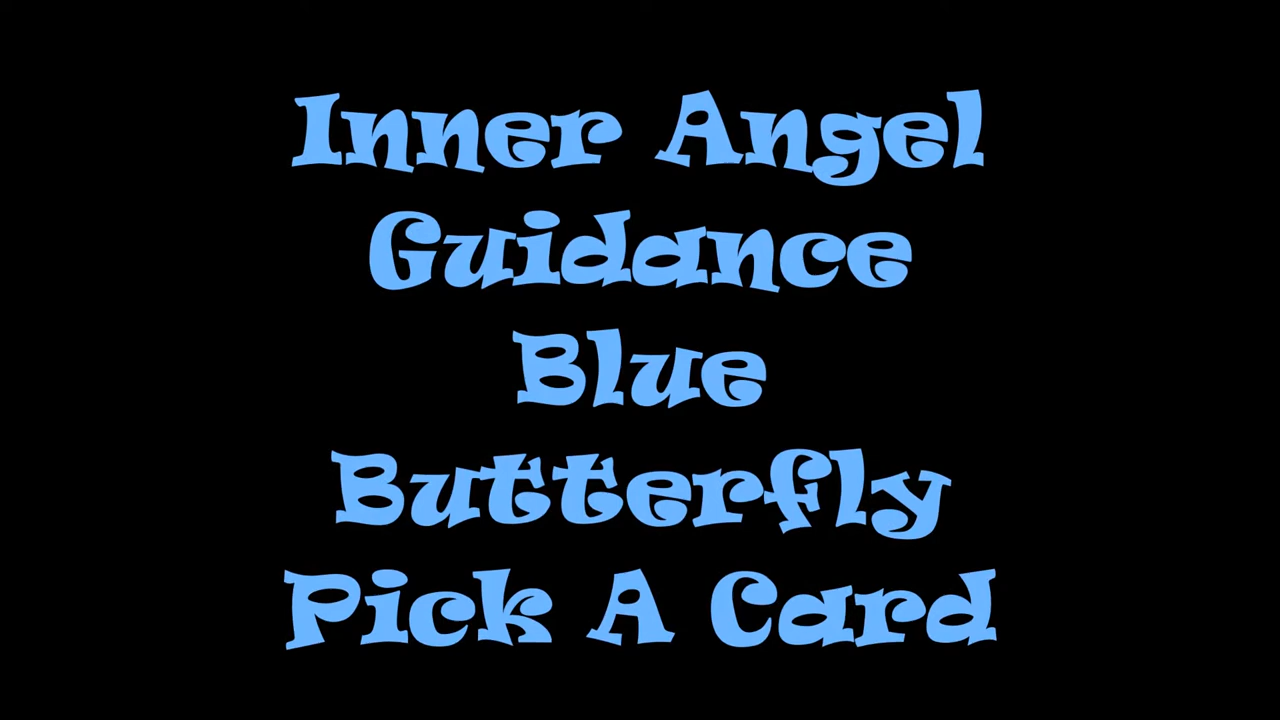 Inner Angel
Guidance
Blue
Butterfly
Pick A Card